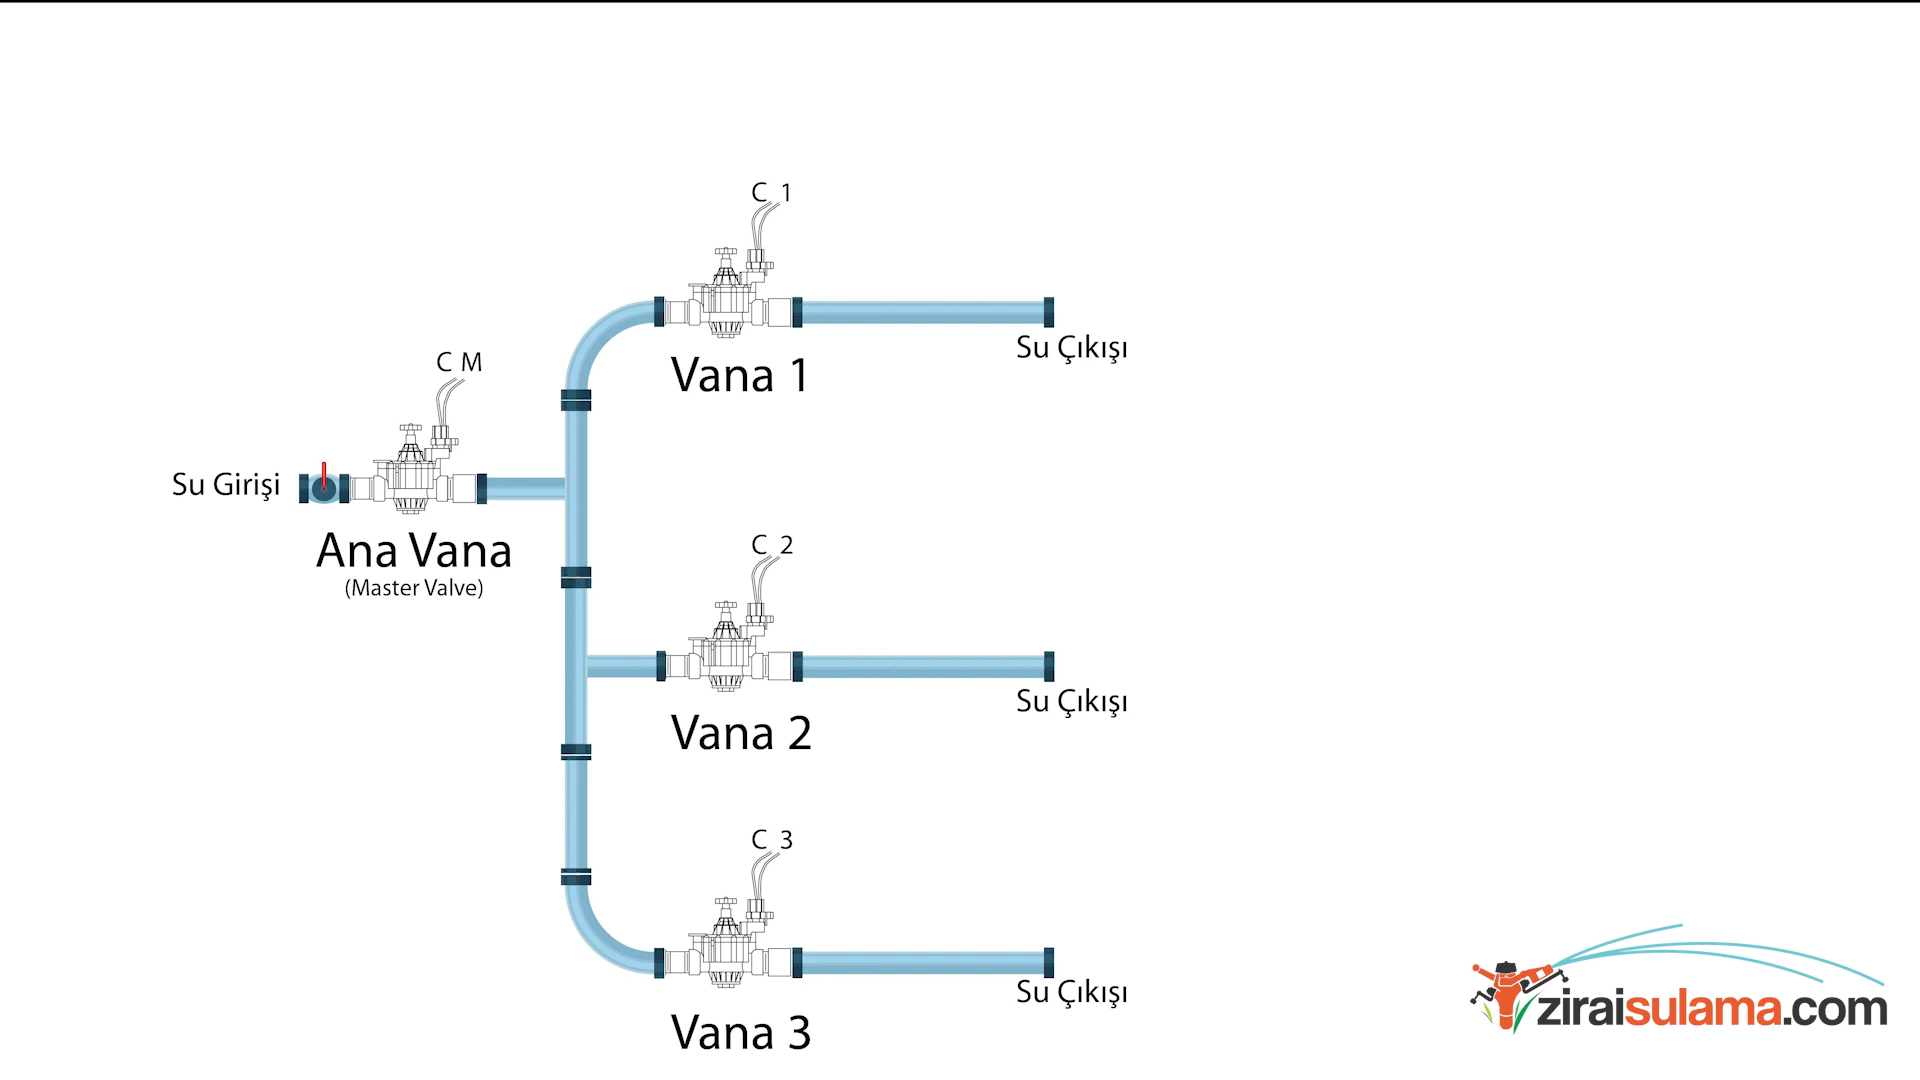 C 1
Su Çıkışı
Vana 1
C M
Su Girişi
Ana Vana
(Master Valve)
C 2
Su Çıkışı
Vana 2
C 3
Su Çıkışı
Vana 3
ziraisulama.com